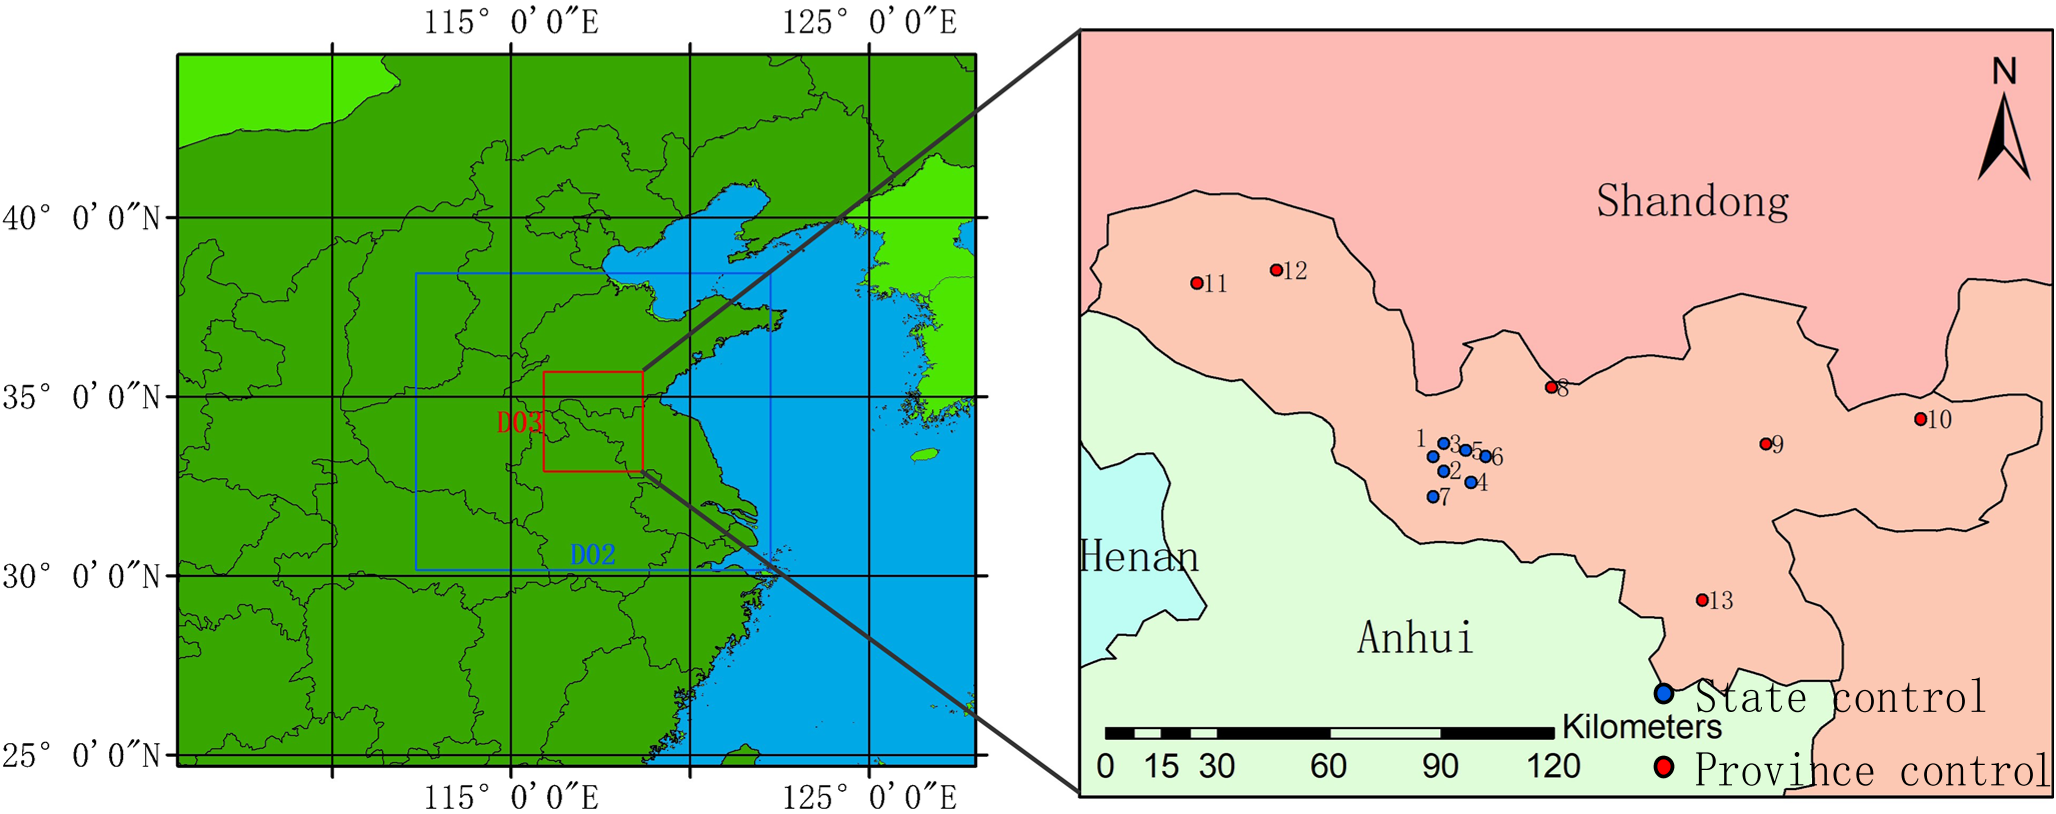 115° 0'0"E 125° 0'0"E
40° 0'0"N
35° 0'0"N
30° 0'0"N
25° 0'0"N
D03
D02
115° 0'0"E 125° 0'0"E
N
Shandong
12
11
8
10
1 3 5 6 9
2 4
7
Henan
13
Anhui
State control
Kilometers
0 15 30 60 90 120
Province control